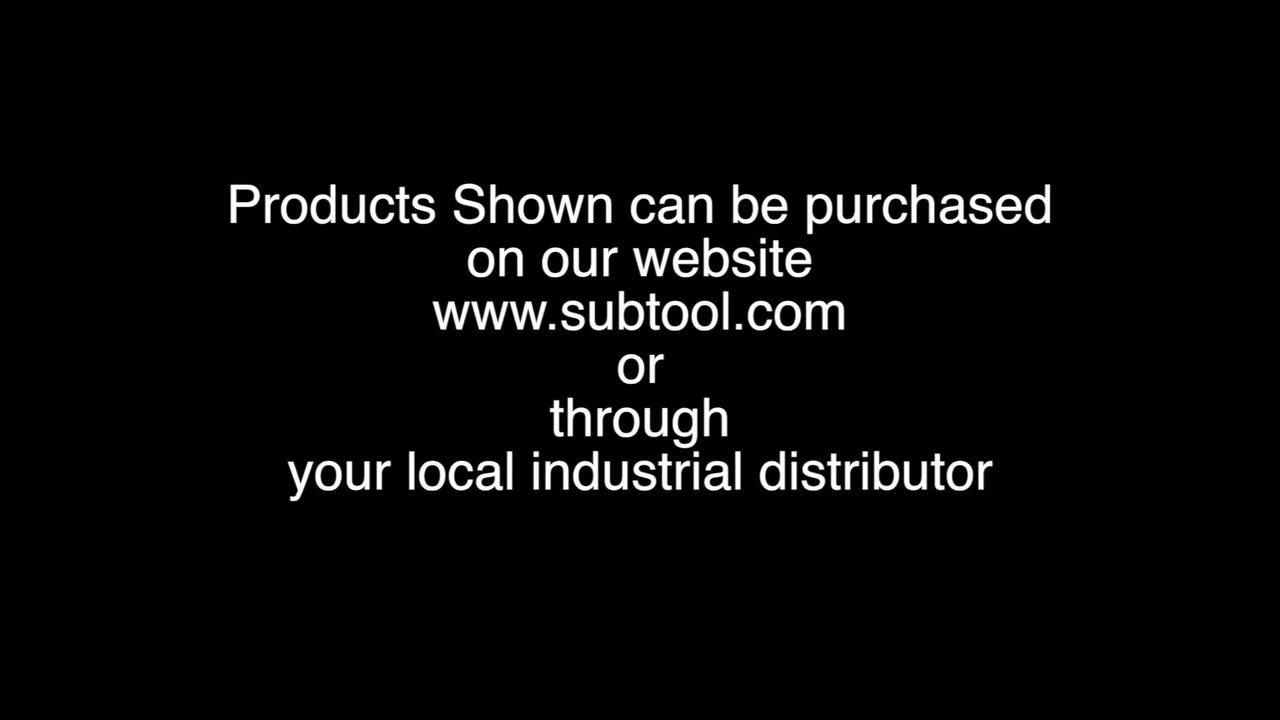 Products Shown can be purchased
on our website
www.subtool.com
or
through
your local industrial distributor